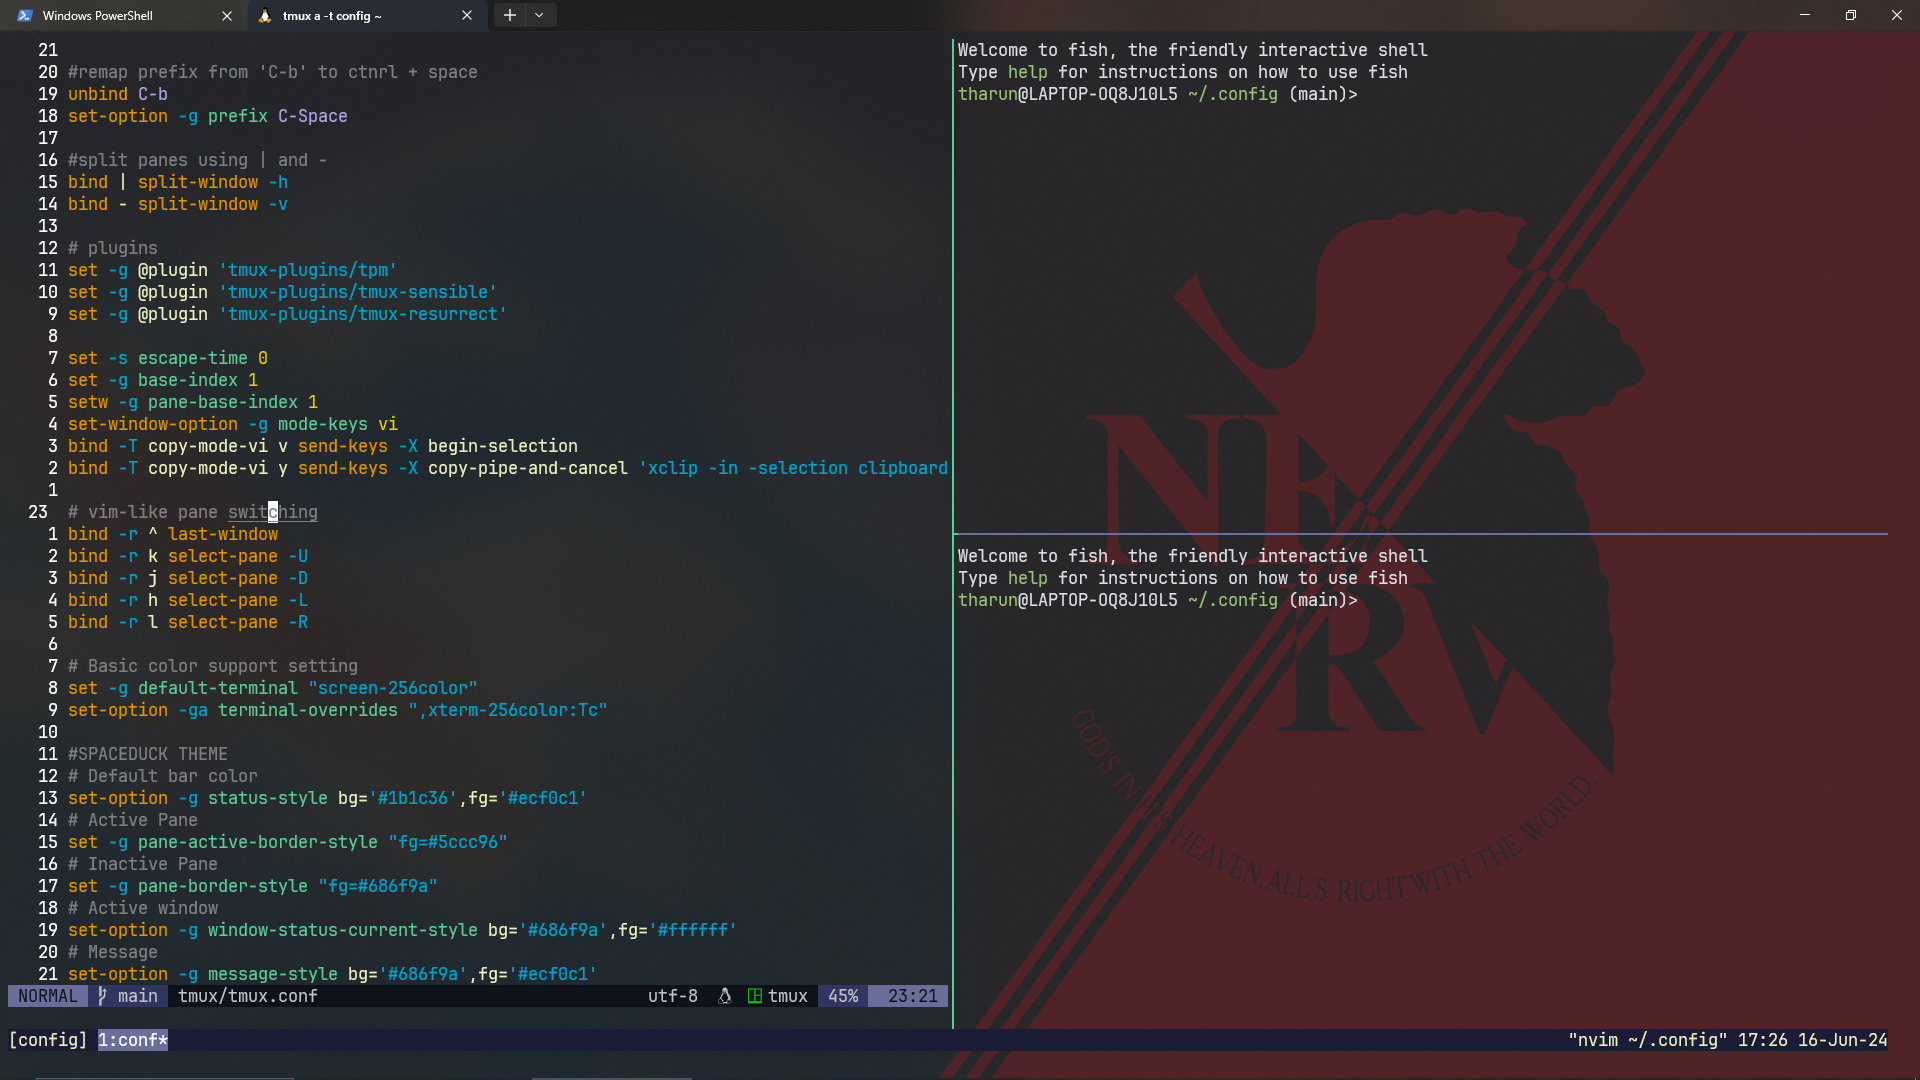 Windows PowerShell
tmux a -t config ~
21
20 #remap prefix from 'C-b' to ctnrl + space
19 unbind C-b
18 set-option -g prefix C-Space
17
16 #split panes using | and -
15 bind | split-window -h
14 bind - split-window -v
13
12 # plugins
11 set -g @plugin 'tmux-plugins/tpm'
10 set -g @plugin 'tmux-plugins/tmux-sensible'
9 set -g @plugin 'tmux-plugins/tmux-resurrect'
8
7 set -s escape-time 0
6 set -g base-index 1
5 setw -g pane-base-index 1
4 set-window-option -g mode-keys vi
3 bind -T copy-mode-vi v send-keys -X begin-selection
2 bind -T copy-mode-vi y send-keys -X copy-pipe-and-cancel 'xclip -in -selection clipboard
1
23 # vim-like pane switching
1 bind -r ^ last-window
2 bind -r k select-pane -U
3 bind -r j select-pane -D
4 bind -r h select-pane -L
5 bind -r l select-pane -R
6
7 # Basic color support setting
8 set -g default-terminal "screen-256color"
9 set-option -ga terminal-overrides ",xterm-256color:Tc"
10
11 #SPACEDUCK THEME
12 # Default bar color
13 set-option -g status-style bg='#1b1c36',fg='#ecf0c1'
14 # Active Pane
15 set -g pane-active-border-style "fg=#5ccc96"
16 # Inactive Pane
17 set -g pane-border-style "fg=#686f9a"
18 # Active window
19 set-option -g window-status-current-style bg='#686f9a',fg='#ffffff'
20 # Message
21 set-option -g message-style bg='#686f9a',fg='#ecf0c1'
NORMAL main tmux/tmux.conf utf-8 tmux 45% 23:21
Welcome to fish, the friendly interactive shell
Type help for instructions on how to use fish
tharun@LAPTOP-OQ8J10L5 ~/.config (main)>
Welcome to fish, the friendly interactive shell
Type help for instructions on how to use fish
tharun@LAPTOP-OQ8J10L5 ~/.config (main)>
NERV
GOD'S IN HIS HEAVEN, ALL'S RIGHT WITH THE WORLD.
[config] 1:conf* "nvim ~/.config" 17:26 16-Jun-24